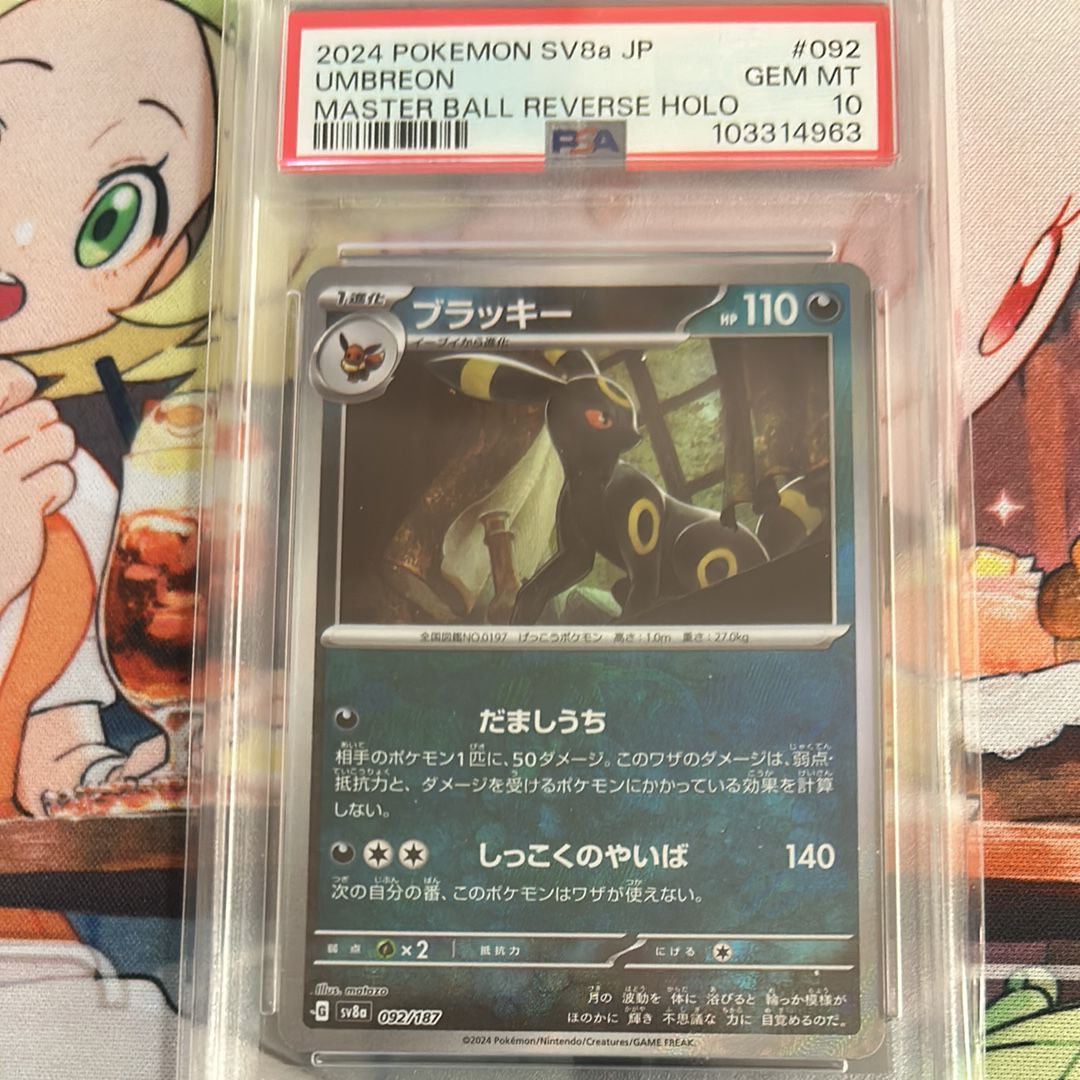 2024 POKEMON SV8a JP #092
UMBREON GEM MT
MASTER BALL REVERSE HOLO 10
PSA 103314963
1進化 ブラッキー HP 110
イーブイから進化
全国図鑑NO.0197 げっこうポケモン 高さ:1.0m 重さ:27.0kg
だましうち
相手のポケモン1匹に、50ダメージ。このワザのダメージは、弱点・
抵抗力と、ダメージを受けるポケモンにかかっている効果を計算
しない。
しっこくのやいば 140
次の自分の番、このポケモンはワザが使えない。
弱点 ×2 抵抗力 にげる
Illus. motazo
月の波動を体に浴びると輪っか模様が
G sv8a 092/187
ほのかに輝き不思議な力に目覚めるのだ。
©2024 Pokémon/Nintendo/Creatures/GAME FREAK